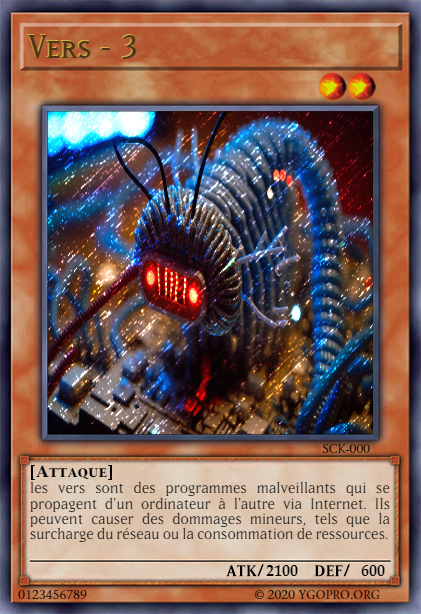 Vers - 3
SCK-000
[Attaque]
les vers sont des programmes malveillants qui se
propagent d'un ordinateur à l'autre via Internet. Ils
peuvent causer des dommages mineurs, tels que la
surcharge du réseau ou la consommation de ressources.
ATK/2100 DEF/ 600
0123456789 © 2020 YGOPRO.ORG